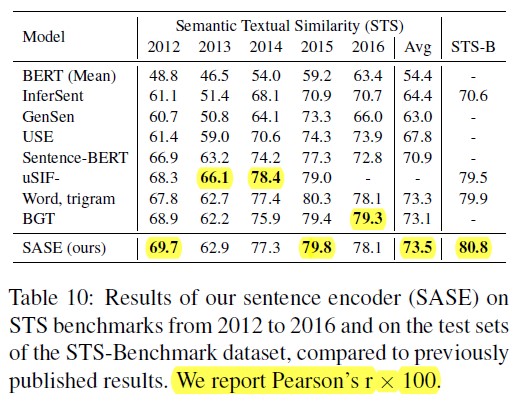 Model Semantic Textual Similarity (STS)
2012 2013 2014 2015 2016 Avg STS-B
BERT (Mean) 48.8 46.5 54.0 59.2 63.4 54.4 -
InferSent 61.1 51.4 68.1 70.9 70.7 64.4 70.6
GenSen 60.7 50.8 64.1 73.3 66.0 63.0 -
USE 61.4 59.0 70.6 74.3 73.9 67.8 -
Sentence-BERT 66.9 63.2 74.2 77.3 72.8 70.9 -
uSIF- 68.3 66.1 78.4 79.0 - - 79.5
Word, trigram 67.8 62.7 77.4 80.3 78.1 73.3 79.9
BGT 68.9 62.2 75.9 79.4 79.3 73.1 -
SASE (ours) 69.7 62.9 77.3 79.8 78.1 73.5 80.8
Table 10: Results of our sentence encoder (SASE) on
STS benchmarks from 2012 to 2016 and on the test sets
of the STS-Benchmark dataset, compared to previously
published results. We report Pearson's r × 100.